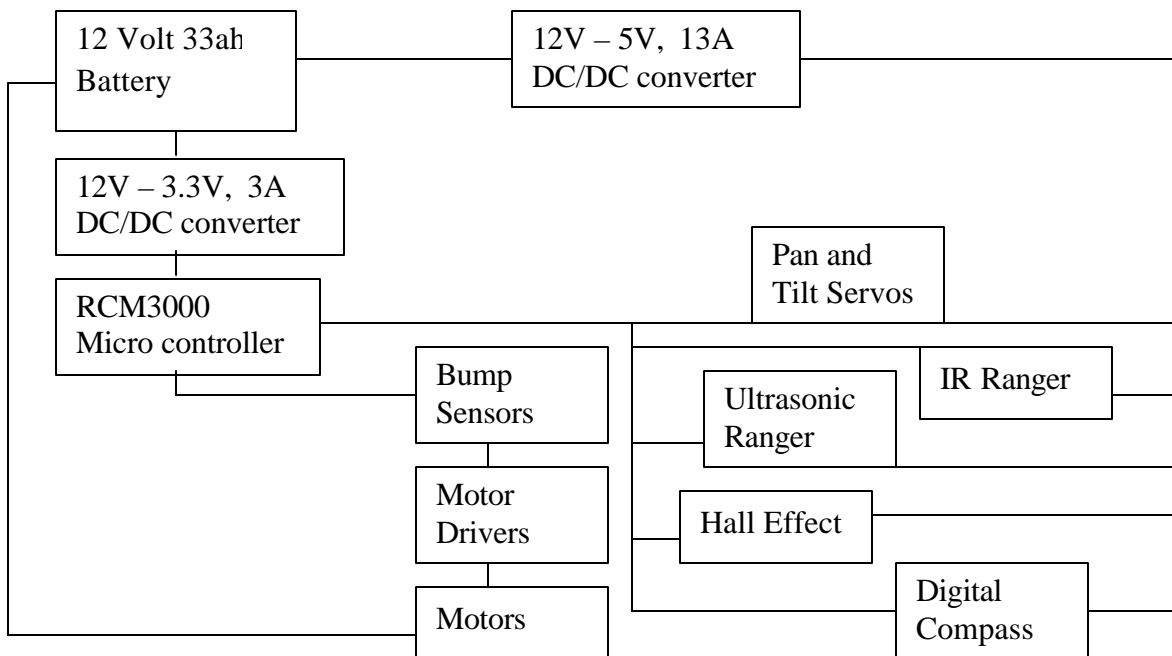 12 Volt 33ah
Battery
12V – 5V, 13A
DC/DC converter
12V – 3.3V, 3A
DC/DC converter
RCM3000
Micro controller
Pan and
Tilt Servos
Bump
Sensors
IR Ranger
Ultrasonic
Ranger
Motor
Drivers
Hall Effect
Motors
Digital
Compass